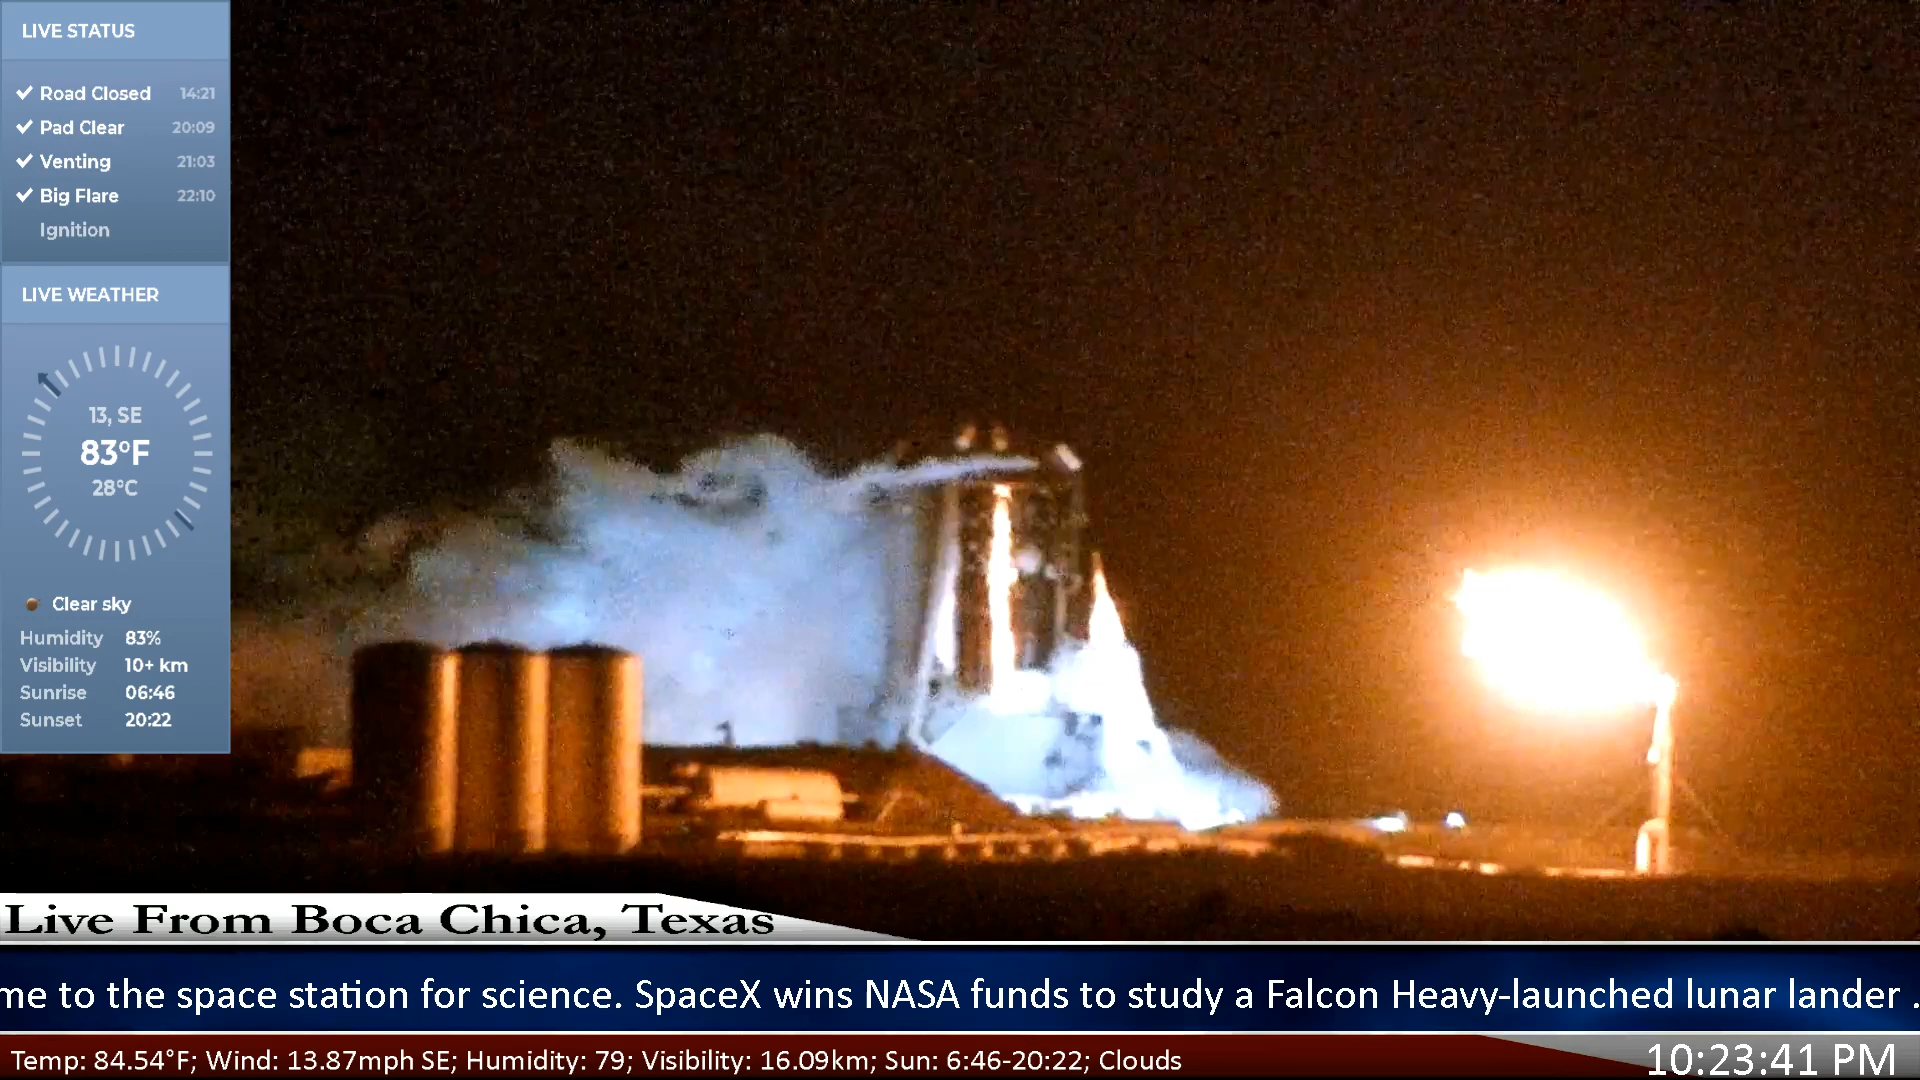 LIVE STATUS
Road Closed 14:21
Pad Clear 20:09
Venting 21:03
Big Flare 22:10
Ignition
LIVE WEATHER
13, SE
83°F
28°C
Clear sky
Humidity 83%
Visibility 10+ km
Sunrise 06:46
Sunset 20:22
Live From Boca Chica, Texas
me to the space station for science. SpaceX wins NASA funds to study a Falcon Heavy-launched lunar lander .
Temp: 84.54°F; Wind: 13.87mph SE; Humidity: 79; Visibility: 16.09km; Sun: 6:46-20:22; Clouds
10:23:41 PM